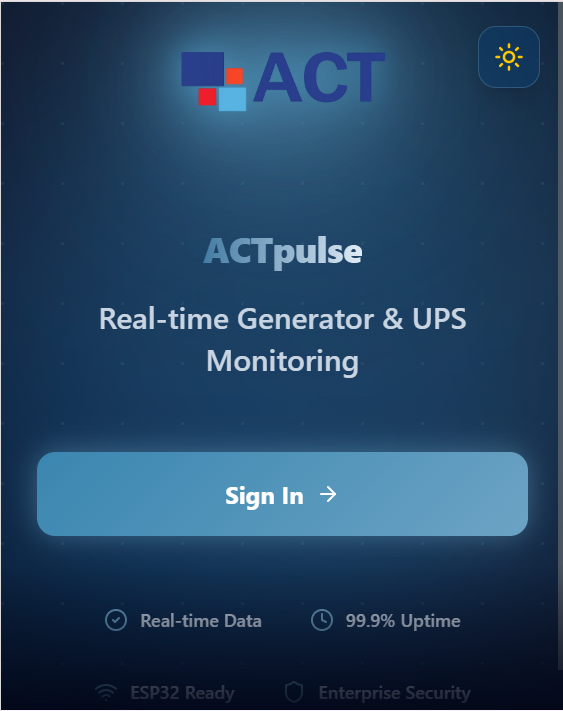 ACT
ACTpulse
Real-time Generator & UPS
Monitoring
Sign In →
Real-time Data
99.9% Uptime
ESP32 Ready
Enterprise Security